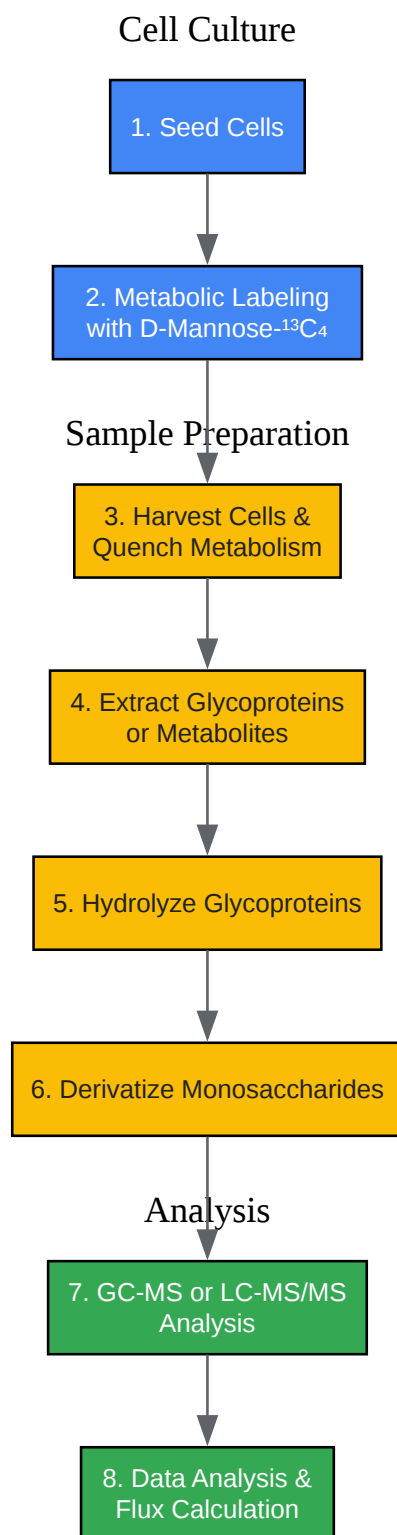 Cell Culture
1. Seed Cells
2. Metabolic Labeling
with D-Mannose-¹³C₄
Sample Preparation
3. Harvest Cells &
Quench Metabolism
4. Extract Glycoproteins
or Metabolites
5. Hydrolyze Glycoproteins
6. Derivatize Monosaccharides
Analysis
7. GC-MS or LC-MS/MS
Analysis
8. Data Analysis &
Flux Calculation